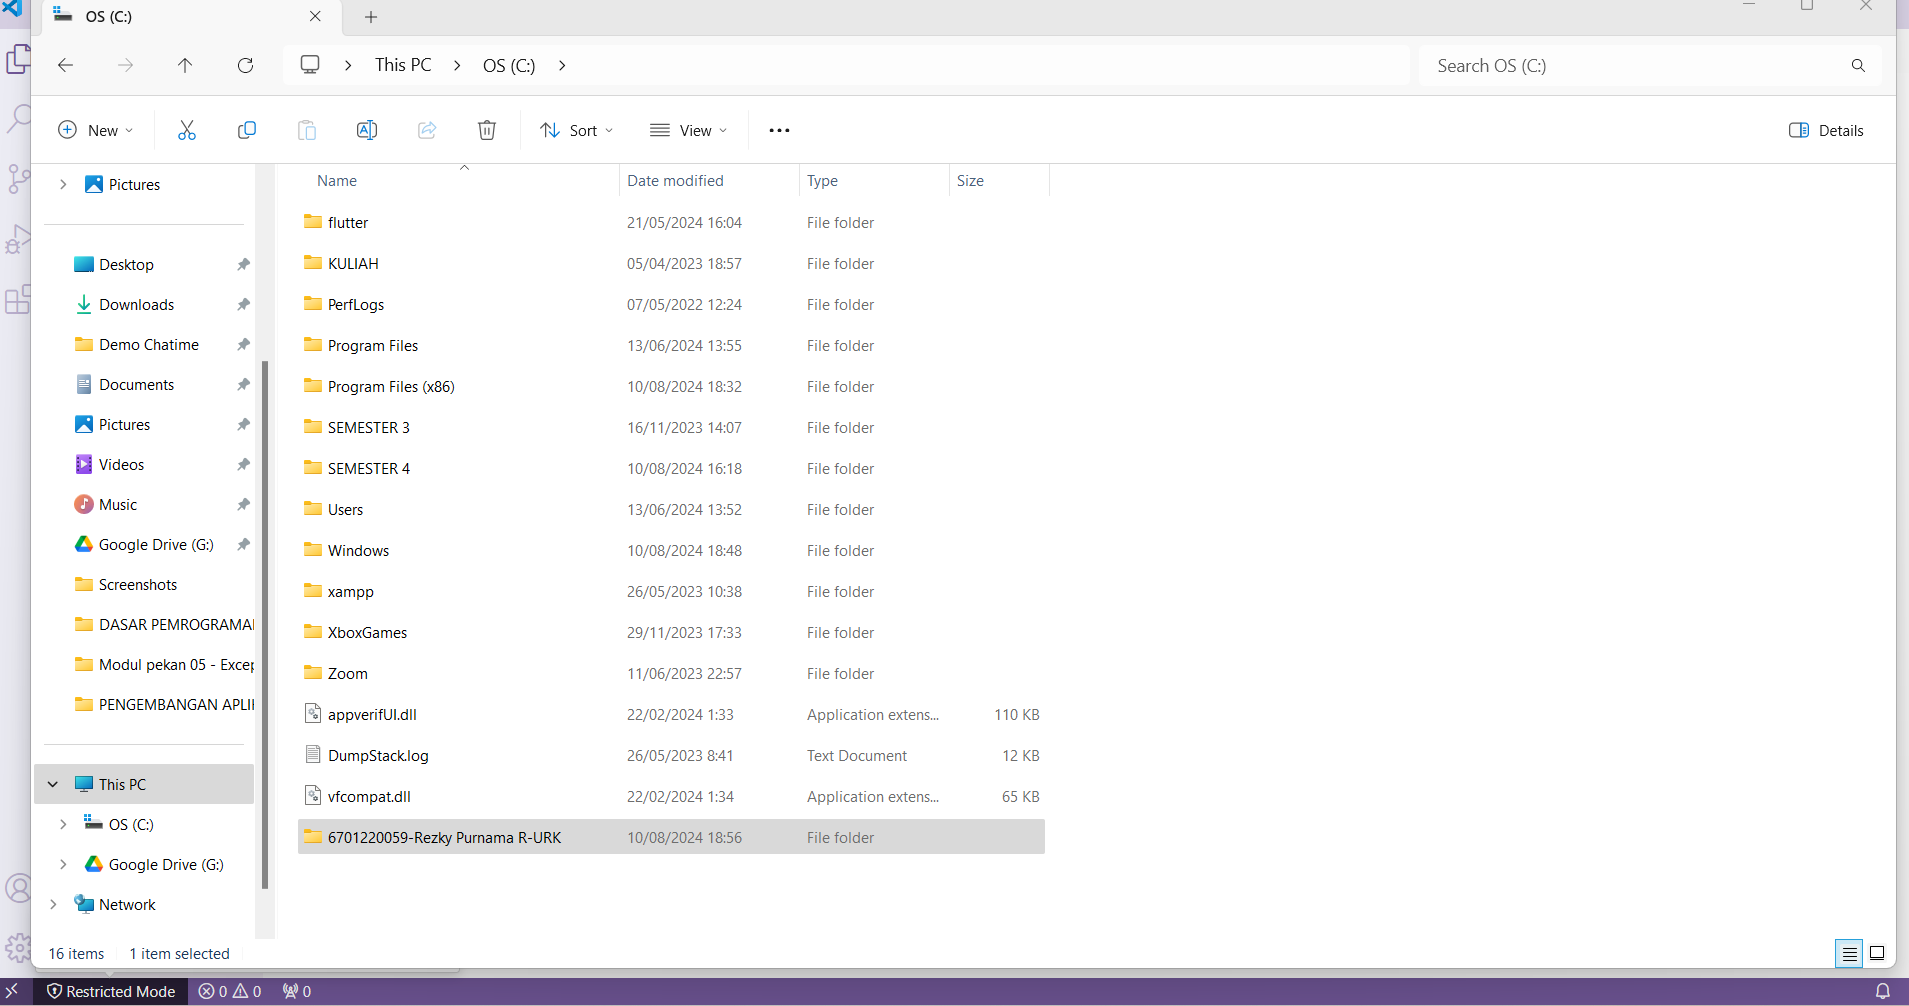 OS (C:)
This PC
OS (C:)
Search OS (C:)
New
Sort
View
Details
Pictures
Desktop
Downloads
Demo Chatime
Documents
Pictures
Videos
Music
Google Drive (G:)
Screenshots
DASAR PEMROGRAMA
Modul pekan 05 - Excep
PENGEMBANGAN APLI
This PC
OS (C:)
Google Drive (G:)
Network
Name Date modified Type Size
flutter 21/05/2024 16:04 File folder
KULIAH 05/04/2023 18:57 File folder
PerfLogs 07/05/2022 12:24 File folder
Program Files 13/06/2024 13:55 File folder
Program Files (x86) 10/08/2024 18:32 File folder
SEMESTER 3 16/11/2023 14:07 File folder
SEMESTER 4 10/08/2024 16:18 File folder
Users 13/06/2024 13:52 File folder
Windows 10/08/2024 18:48 File folder
xampp 26/05/2023 10:38 File folder
XboxGames 29/11/2023 17:33 File folder
Zoom 11/06/2023 22:57 File folder
appverifUI.dll 22/02/2024 1:33 Application extens... 110 KB
DumpStack.log 26/05/2023 8:41 Text Document 12 KB
vfcompat.dll 22/02/2024 1:34 Application extens... 65 KB
6701220059-Rezky Purnama R-URK 10/08/2024 18:56 File folder
16 items 1 item selected
Restricted Mode 0 0 0